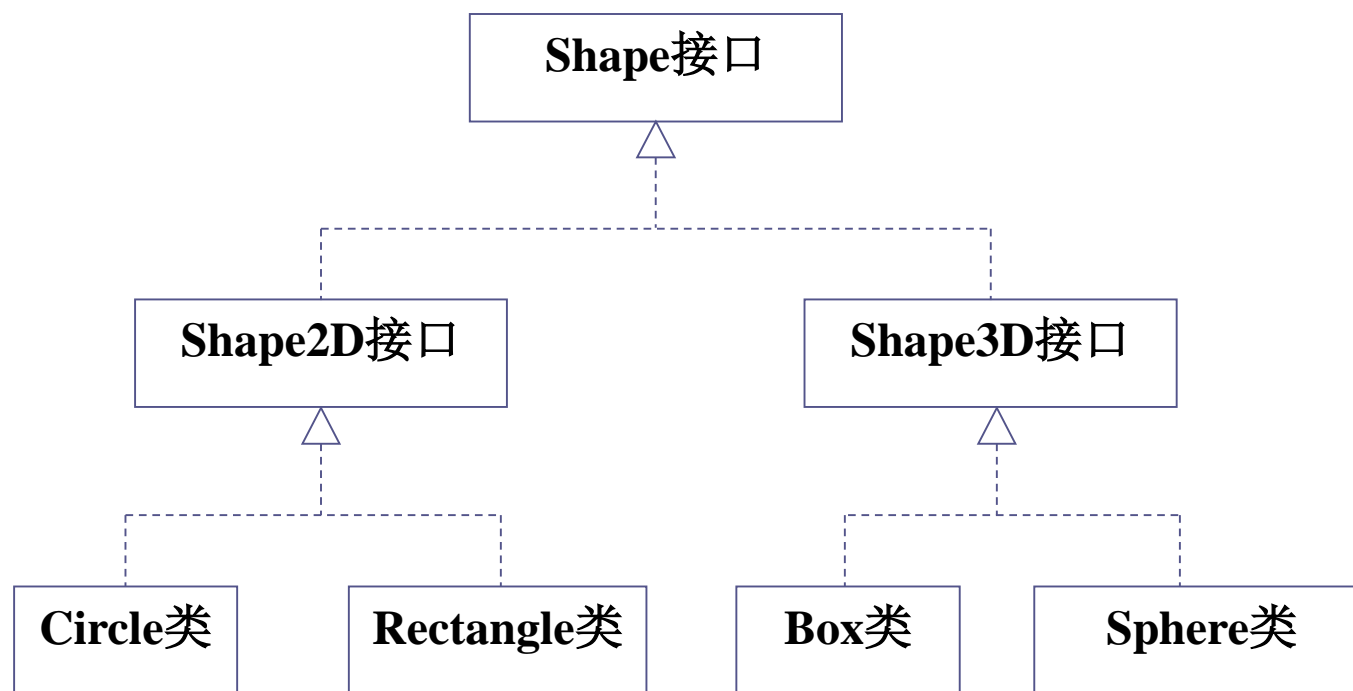 Shape接口
Shape2D接口
Shape3D接口
Circle类
Rectangle类
Box类
Sphere类